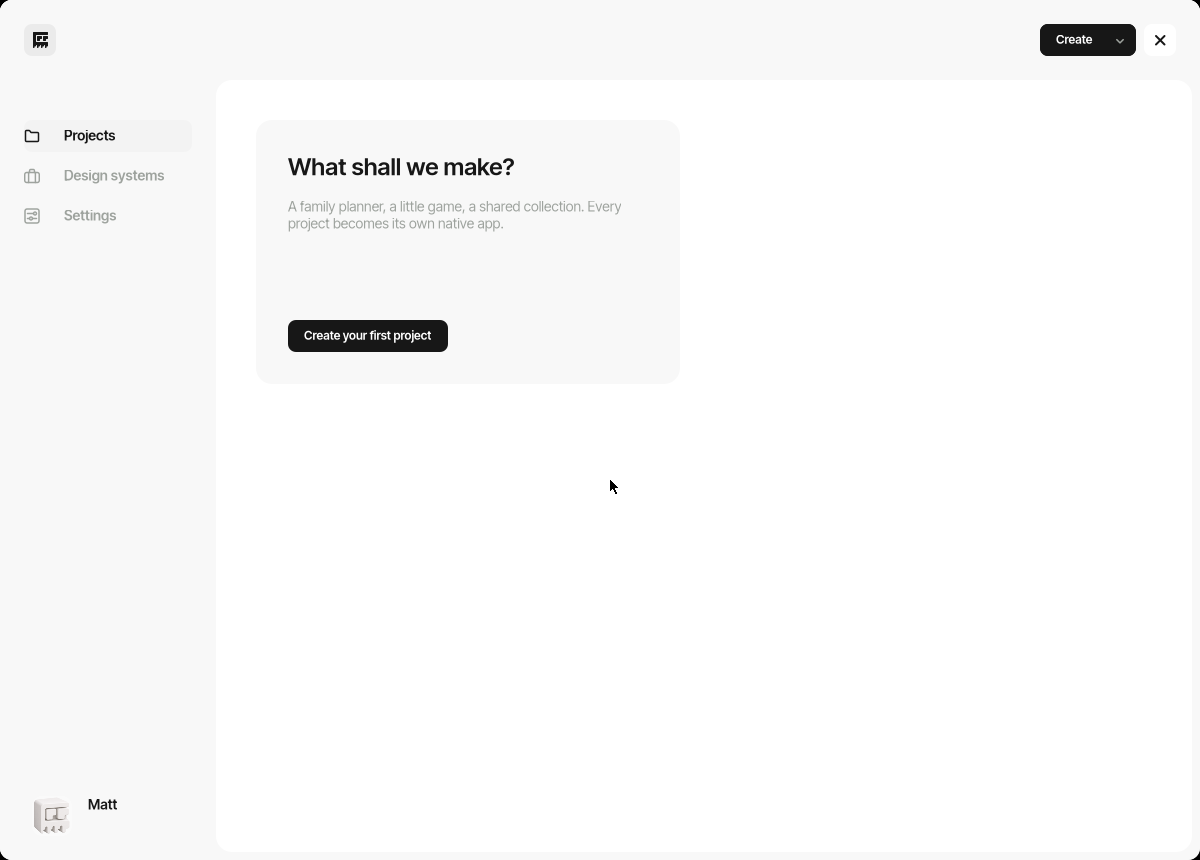 Create
Projects
Design systems
Settings
What shall we make?
A family planner, a little game, a shared collection. Every
project becomes its own native app.
Create your first project
Matt